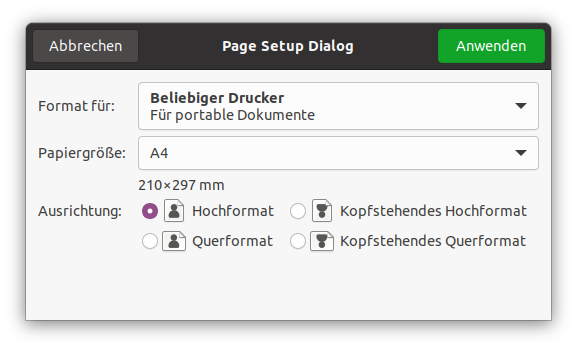 Abbrechen Page Setup Dialog Anwenden
Format für: Beliebiger Drucker
Für portable Dokumente
Papiergröße: A4
210×297 mm
Ausrichtung: Hochformat Kopfstehendes Hochformat
Querformat Kopfstehendes Querformat